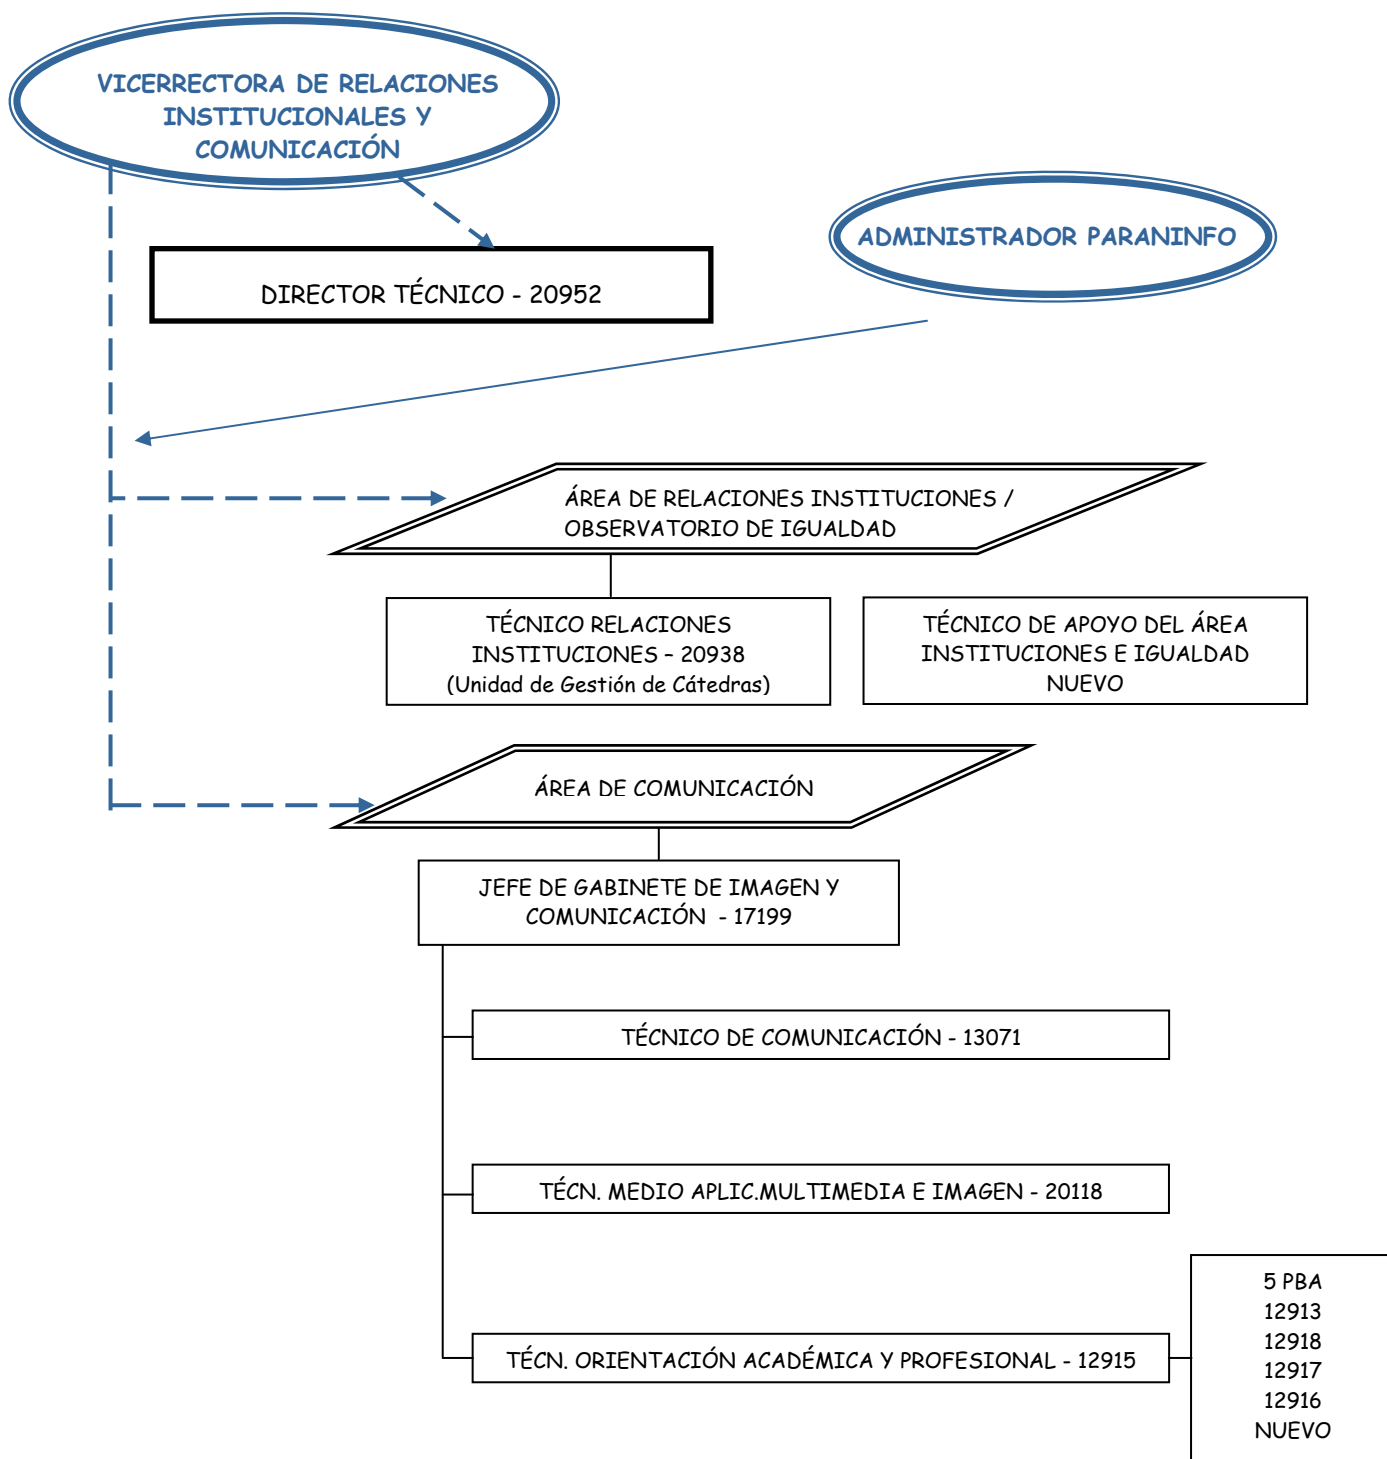 VICERRECTORA DE RELACIONES
INSTITUCIONALES Y
COMUNICACIÓN
ADMINISTRADOR PARANINFO
DIRECTOR TÉCNICO - 20952
ÁREA DE RELACIONES INSTITUCIONES /
OBSERVATORIO DE IGUALDAD
TÉCNICO RELACIONES
INSTITUCIONES – 20938
(Unidad de Gestión de Cátedras)
TÉCNICO DE APOYO DEL ÁREA
INSTITUCIONES E IGUALDAD
NUEVO
ÁREA DE COMUNICACIÓN
JEFE DE GABINETE DE IMAGEN Y
COMUNICACIÓN - 17199
TÉCNICO DE COMUNICACIÓN - 13071
TÉCN. MEDIO APLIC.MULTIMEDIA E IMAGEN - 20118
TÉCN. ORIENTACIÓN ACADÉMICA Y PROFESIONAL - 12915
5 PBA
12913
12918
12917
12916
NUEVO